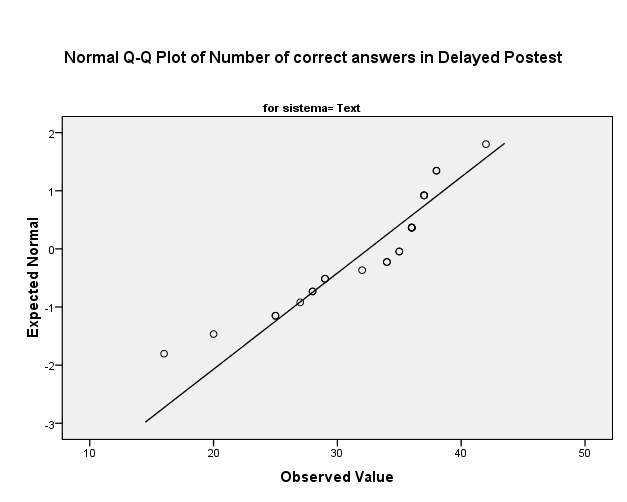 Normal Q-Q Plot of Number of correct answers in Delayed Postest
for sistema= Text
2
1
0
-1
-2
-3
Expected Normal
10 20 30 40 50
Observed Value